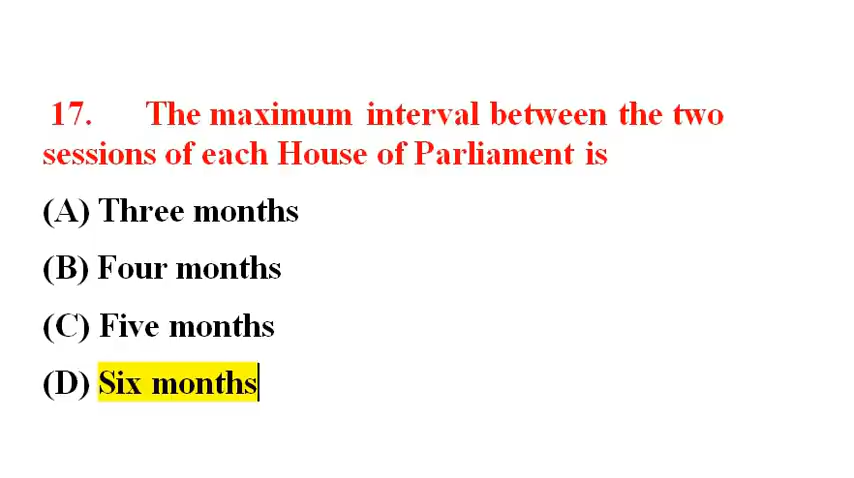 17. The maximum interval between the two
sessions of each House of Parliament is
(A) Three months
(B) Four months
(C) Five months
(D) Six months